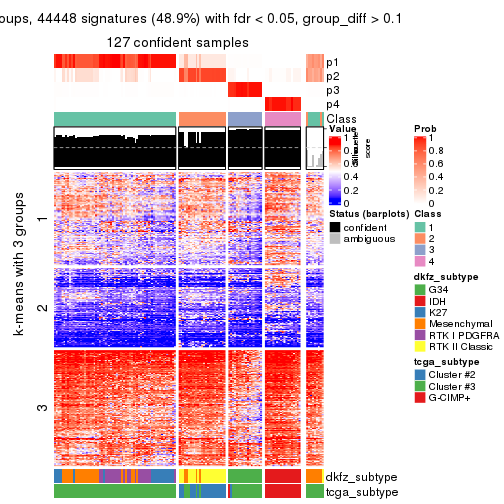 oups, 44448 signatures (48.9%) with fdr < 0.05, group_diff > 0.1
127 confident samples
p1
p2
p3
p4
Class
Silhouette
score
k-means with 3 groups
1
2
3
dkfz_subtype
tcga_subtype
Value
1
0.8
0.6
0.4
0.2
0
Status (barplots)
confident
ambiguous
Prob
1
0.8
0.6
0.4
0.2
0
Class
1
2
3
4
dkfz_subtype
G34
IDH
K27
Mesenchymal
RTK I PDGFRA
RTK II Classic
tcga_subtype
Cluster #2
Cluster #3
G-CIMP+